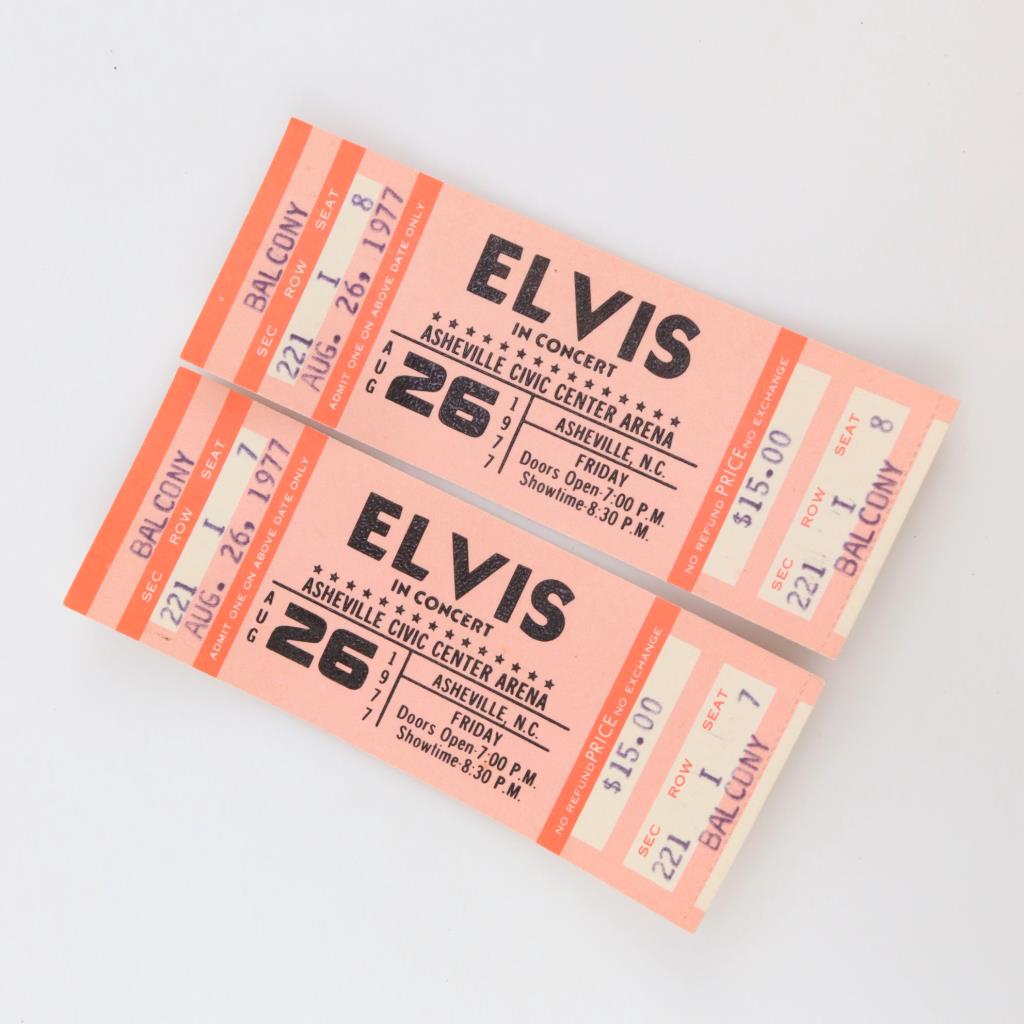 BALCONY
SEC ROW SEAT
221 I 8
AUG. 26, 1977
ADMIT ONE ON ABOVE DATE ONLY
ELVIS
IN CONCERT
ASHEVILLE CIVIC CENTER ARENA
AUG 26 1977
ASHEVILLE, N.C.
FRIDAY
Doors Open-7:00 P.M.
Showtime-8:30 P.M.
NO REFUND PRICE NO EXCHANGE
$15.00
SEC ROW SEAT
221 I 8
BALCONY
BALCONY
SEC ROW SEAT
221 I 7
AUG. 26, 1977
ADMIT ONE ON ABOVE DATE ONLY
ELVIS
IN CONCERT
ASHEVILLE CIVIC CENTER ARENA
AUG 26 1977
ASHEVILLE, N.C.
FRIDAY
Doors Open-7:00 P.M.
Showtime-8:30 P.M.
NO REFUND PRICE NO EXCHANGE
$15.00
SEC ROW SEAT
221 I 7
BALCONY